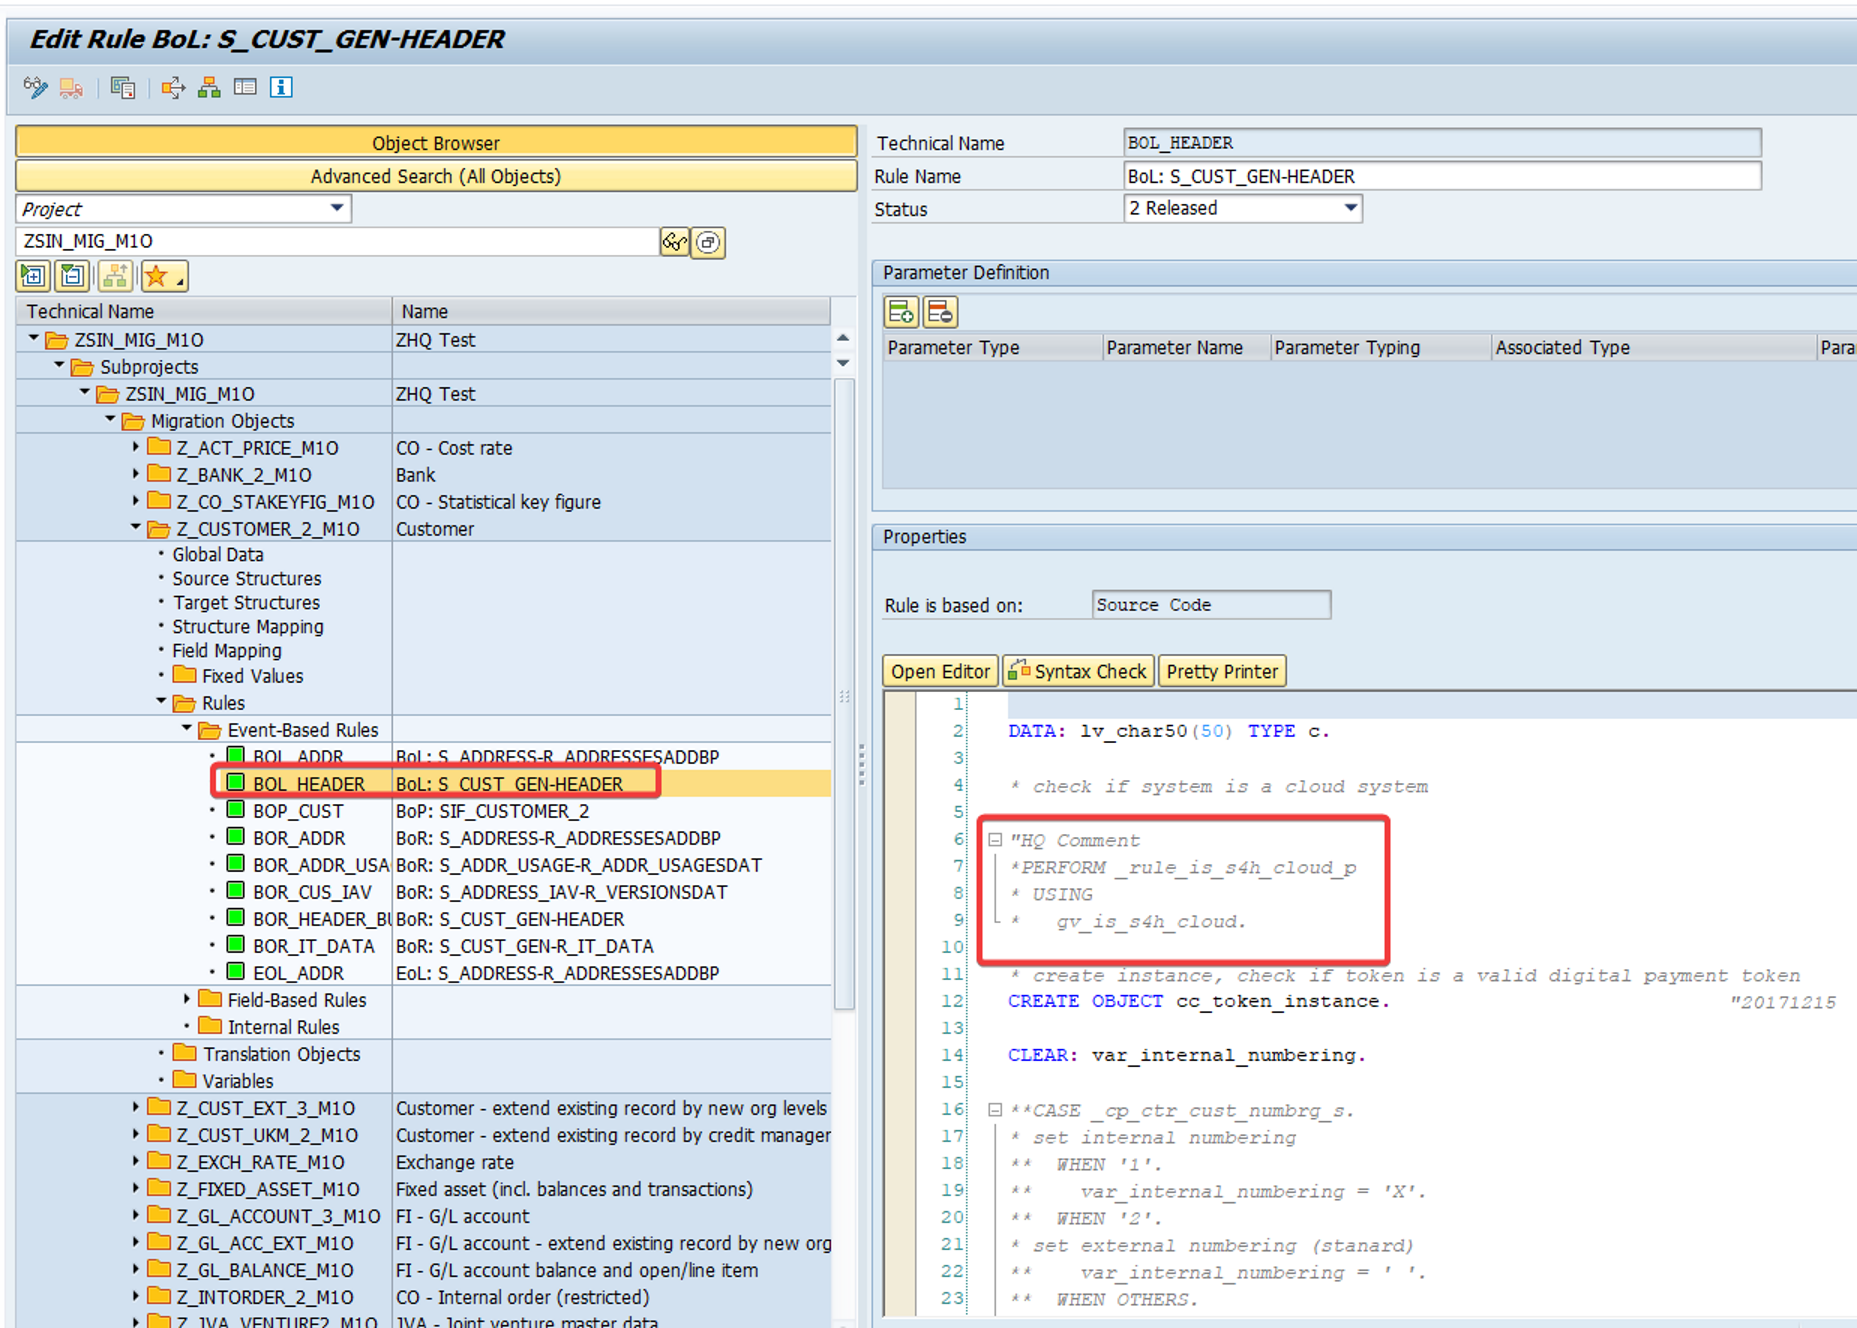 Edit Rule BoL: S_CUST_GEN-HEADER
Object Browser
Advanced Search (All Objects)
Project
ZSIN_MIG_M1O
Technical Name Name
ZSIN_MIG_M1O ZHQ Test
Subprojects
ZSIN_MIG_M1O ZHQ Test
Migration Objects
Z_ACT_PRICE_M1O CO - Cost rate
Z_BANK_2_M1O Bank
Z_CO_STAKEYFIG_M1O CO - Statistical key figure
Z_CUSTOMER_2_M1O Customer
Global Data
Source Structures
Target Structures
Structure Mapping
Field Mapping
Fixed Values
Rules
Event-Based Rules
BOL_ADDR BoL: S_ADDRESS-R_ADDRESSESADDBP
BOL_HEADER BoL: S_CUST_GEN-HEADER
BOP_CUST BoP: SIF_CUSTOMER_2
BOR_ADDR BoR: S_ADDRESS-R_ADDRESSESADDBP
BOR_ADDR_USA BoR: S_ADDR_USAGE-R_ADDR_USAGESDAT
BOR_CUS_IAV BoR: S_ADDRESS_IAV-R_VERSIONSDAT
BOR_HEADER_BU BoR: S_CUST_GEN-HEADER
BOR_IT_DATA BoR: S_CUST_GEN-R_IT_DATA
EOL_ADDR EoL: S_ADDRESS-R_ADDRESSESADDBP
Field-Based Rules
Internal Rules
Translation Objects
Variables
Z_CUST_EXT_3_M1O Customer - extend existing record by new org levels
Z_CUST_UKM_2_M1O Customer - extend existing record by credit manager
Z_EXCH_RATE_M1O Exchange rate
Z_FIXED_ASSET_M1O Fixed asset (incl. balances and transactions)
Z_GL_ACCOUNT_3_M1O FI - G/L account
Z_GL_ACC_EXT_M1O FI - G/L account - extend existing record by new org
Z_GL_BALANCE_M1O FI - G/L account balance and open/line item
Z_INTORDER_2_M1O CO - Internal order (restricted)
Z_JVA_VENTURE2_M1O JVA - Joint venture master data
Technical Name BOL_HEADER
Rule Name BoL: S_CUST_GEN-HEADER
Status 2 Released
Parameter Definition
Parameter Type Parameter Name Parameter Typing Associated Type Para
Properties
Rule is based on: Source Code
Open Editor Syntax Check Pretty Printer
1
2 DATA: lv_char50(50) TYPE c.
3
4 * check if system is a cloud system
5
6 "HQ Comment
7 *PERFORM _rule_is_s4h_cloud_p
8 * USING
9 * gv_is_s4h_cloud.
10
11 * create instance, check if token is a valid digital payment token
12 CREATE OBJECT cc_token_instance. "20171215
13
14 CLEAR: var_internal_numbering.
15
16 **CASE _cp_ctr_cust_numbrg_s.
17 * set internal numbering
18 ** WHEN '1'.
19 ** var_internal_numbering = 'X'.
20 ** WHEN '2'.
21 * set external numbering (stanard)
22 ** var_internal_numbering = ' '.
23 ** WHEN OTHERS.